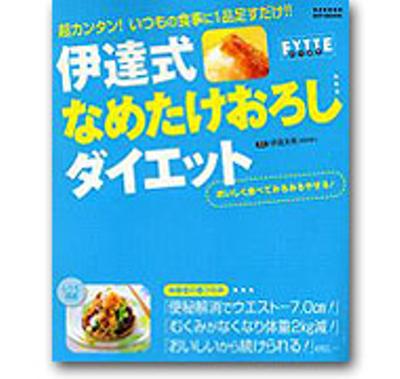 超カンタン!いつもの食事に1品足すだけ!!
FYTTE
伊達式
なめたけおろし
ダイエット
おいしく食べてみるみるやせる!
「便秘解消でウエスト−7.0cm!」
「むくみがなくなり体重2kg減!」
「おいしいから続けられる!」